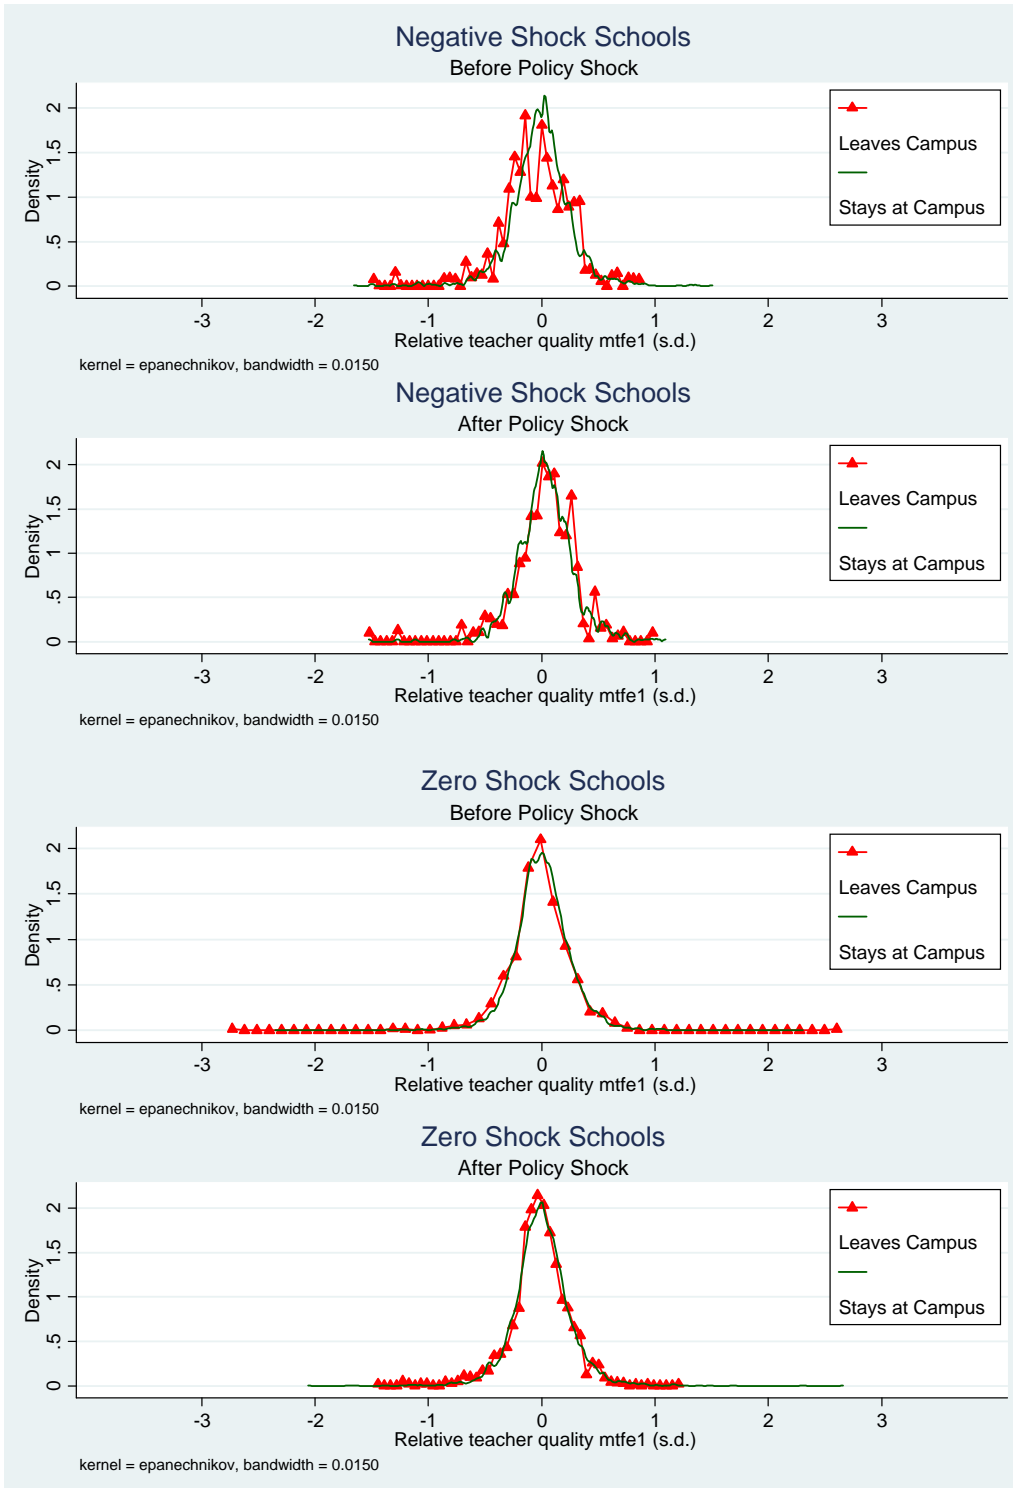 Negative Shock Schools
Before Policy Shock
Density
0 .5 1 1.5 2
Leaves Campus
Stays at Campus
-3 -2 -1 0 1 2 3
Relative teacher quality mtfe1 (s.d.)
kernel = epanechnikov, bandwidth = 0.0150
Negative Shock Schools
After Policy Shock
Density
0 .5 1 1.5 2
Leaves Campus
Stays at Campus
-3 -2 -1 0 1 2 3
Relative teacher quality mtfe1 (s.d.)
kernel = epanechnikov, bandwidth = 0.0150
Zero Shock Schools
Before Policy Shock
Density
0 .5 1 1.5 2
Leaves Campus
Stays at Campus
-3 -2 -1 0 1 2 3
Relative teacher quality mtfe1 (s.d.)
kernel = epanechnikov, bandwidth = 0.0150
Zero Shock Schools
After Policy Shock
Density
0 .5 1 1.5 2
Leaves Campus
Stays at Campus
-3 -2 -1 0 1 2 3
Relative teacher quality mtfe1 (s.d.)
kernel = epanechnikov, bandwidth = 0.0150